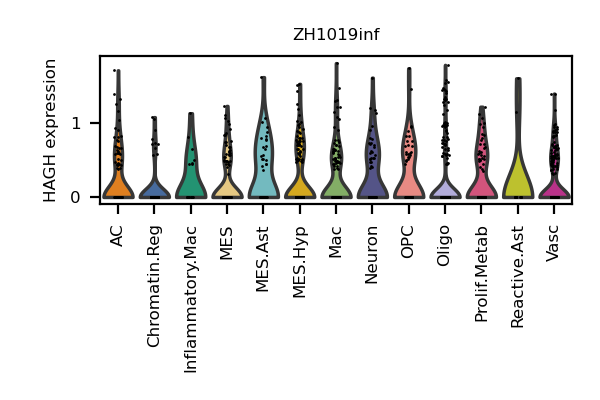 ZH1019inf
HAGH expression
1
0
AC
Chromatin.Reg
Inflammatory.Mac
MES
MES.Ast
MES.Hyp
Mac
Neuron
OPC
Oligo
Prolif.Metab
Reactive.Ast
Vasc